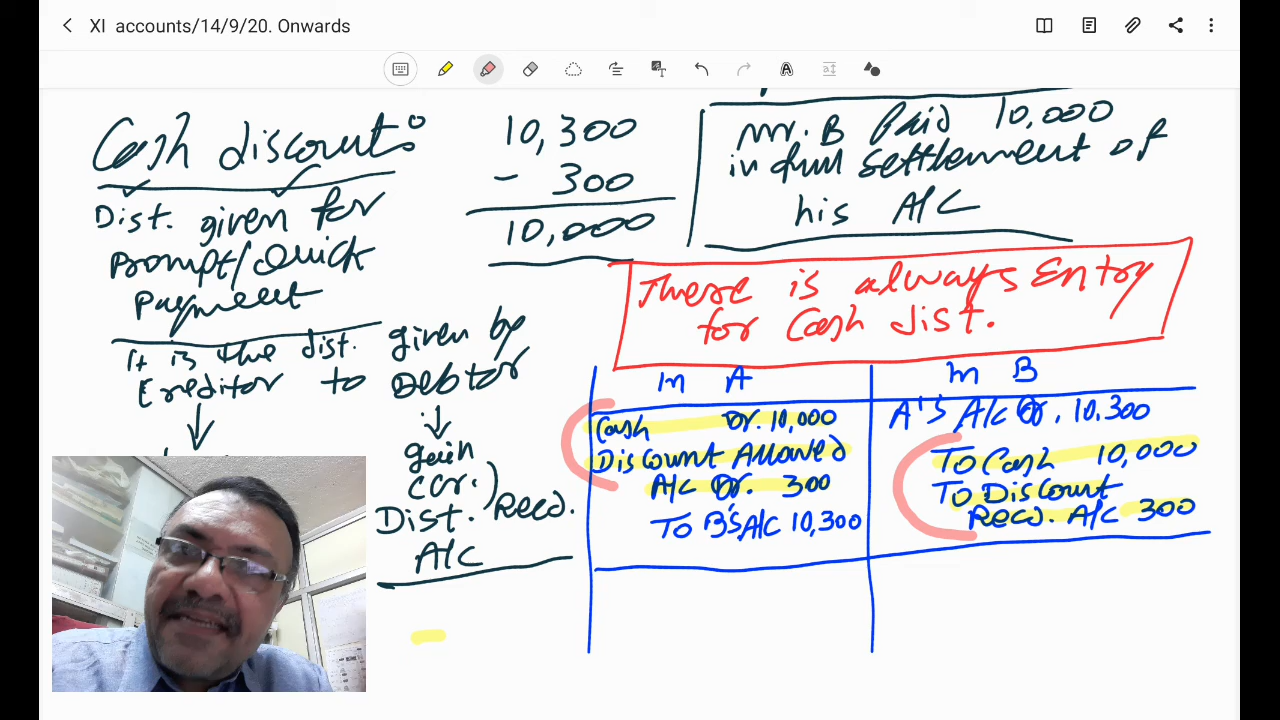 XI accounts/14/9/20. Onwards
Cash discount:
Dist. given for
Prompt/Quick
Payment
It is the dist. given by
Creditor to Debtor
gain
(cr.)
Dist. Recd.
A/C
10,300
- 300
10,000
Mr. B Paid 10,000
in full settlement of
his A/C
There is always Entry
for Cash dist.
In A
Cash Dr. 10,000
Discount Allowed
A/c Dr. 300
To B's A/C 10,300
In B
A's A/c Dr. 10,300
To Cash 10,000
To Discount
Recd. A/c 300